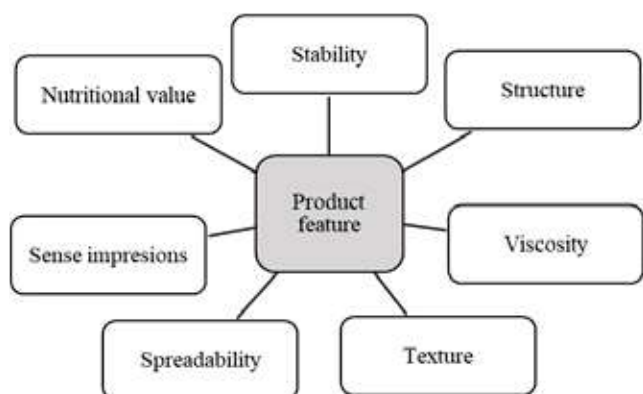 Stability
Nutritional value
Structure
Product
feature
Sense impresions
Viscosity
Spreadability
Texture